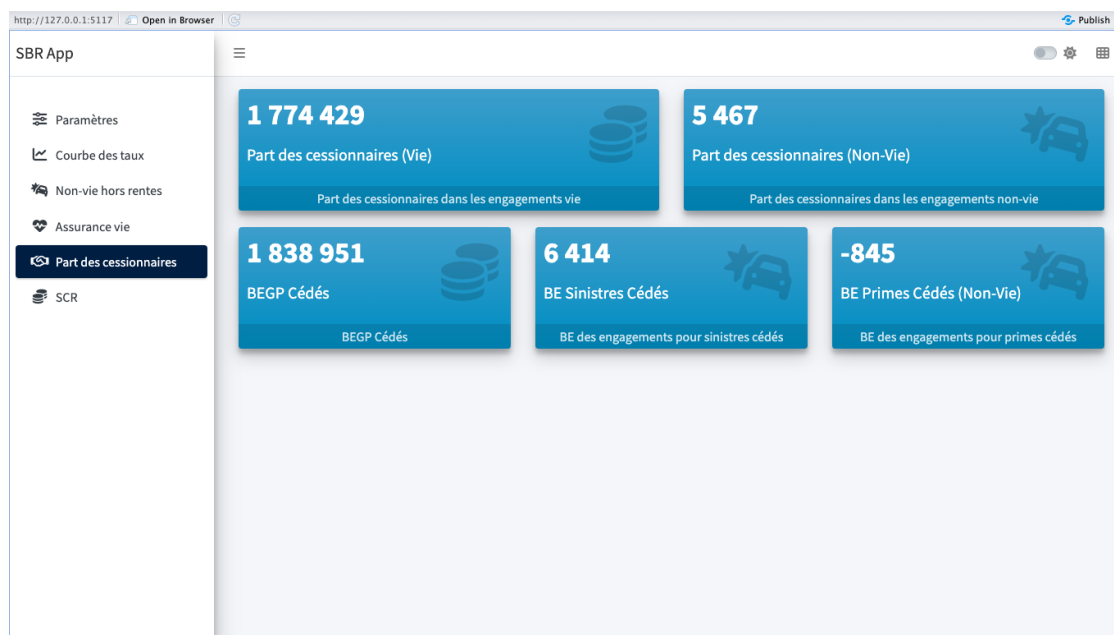 http://127.0.0.1:5117 Open in Browser Publish
SBR App
Paramètres
Courbe des taux
Non-vie hors rentes
Assurance vie
Part des cessionnaires
SCR
1 774 429
Part des cessionnaires (Vie)
Part des cessionnaires dans les engagements vie
5 467
Part des cessionnaires (Non-Vie)
Part des cessionnaires dans les engagements non-vie
1 838 951
BEGP Cédés
BEGP Cédés
6 414
BE Sinistres Cédés
BE des engagements pour sinistres cédés
-845
BE Primes Cédés (Non-Vie)
BE des engagements pour primes cédés